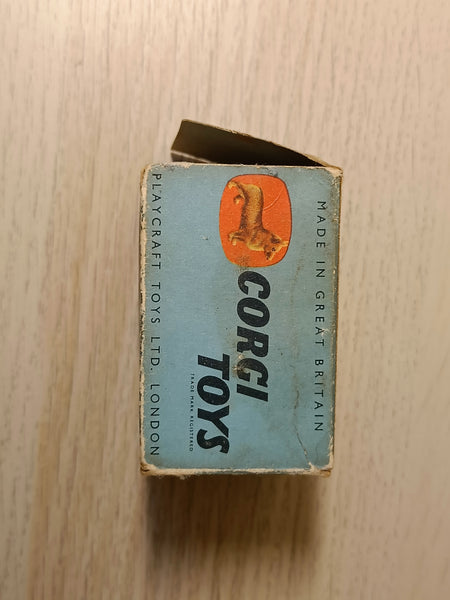 MADE IN GREAT BRITAIN
CORGI
TOYS
TRADE MARK REGISTERED
PLAYCRAFT TOYS LTD. LONDON